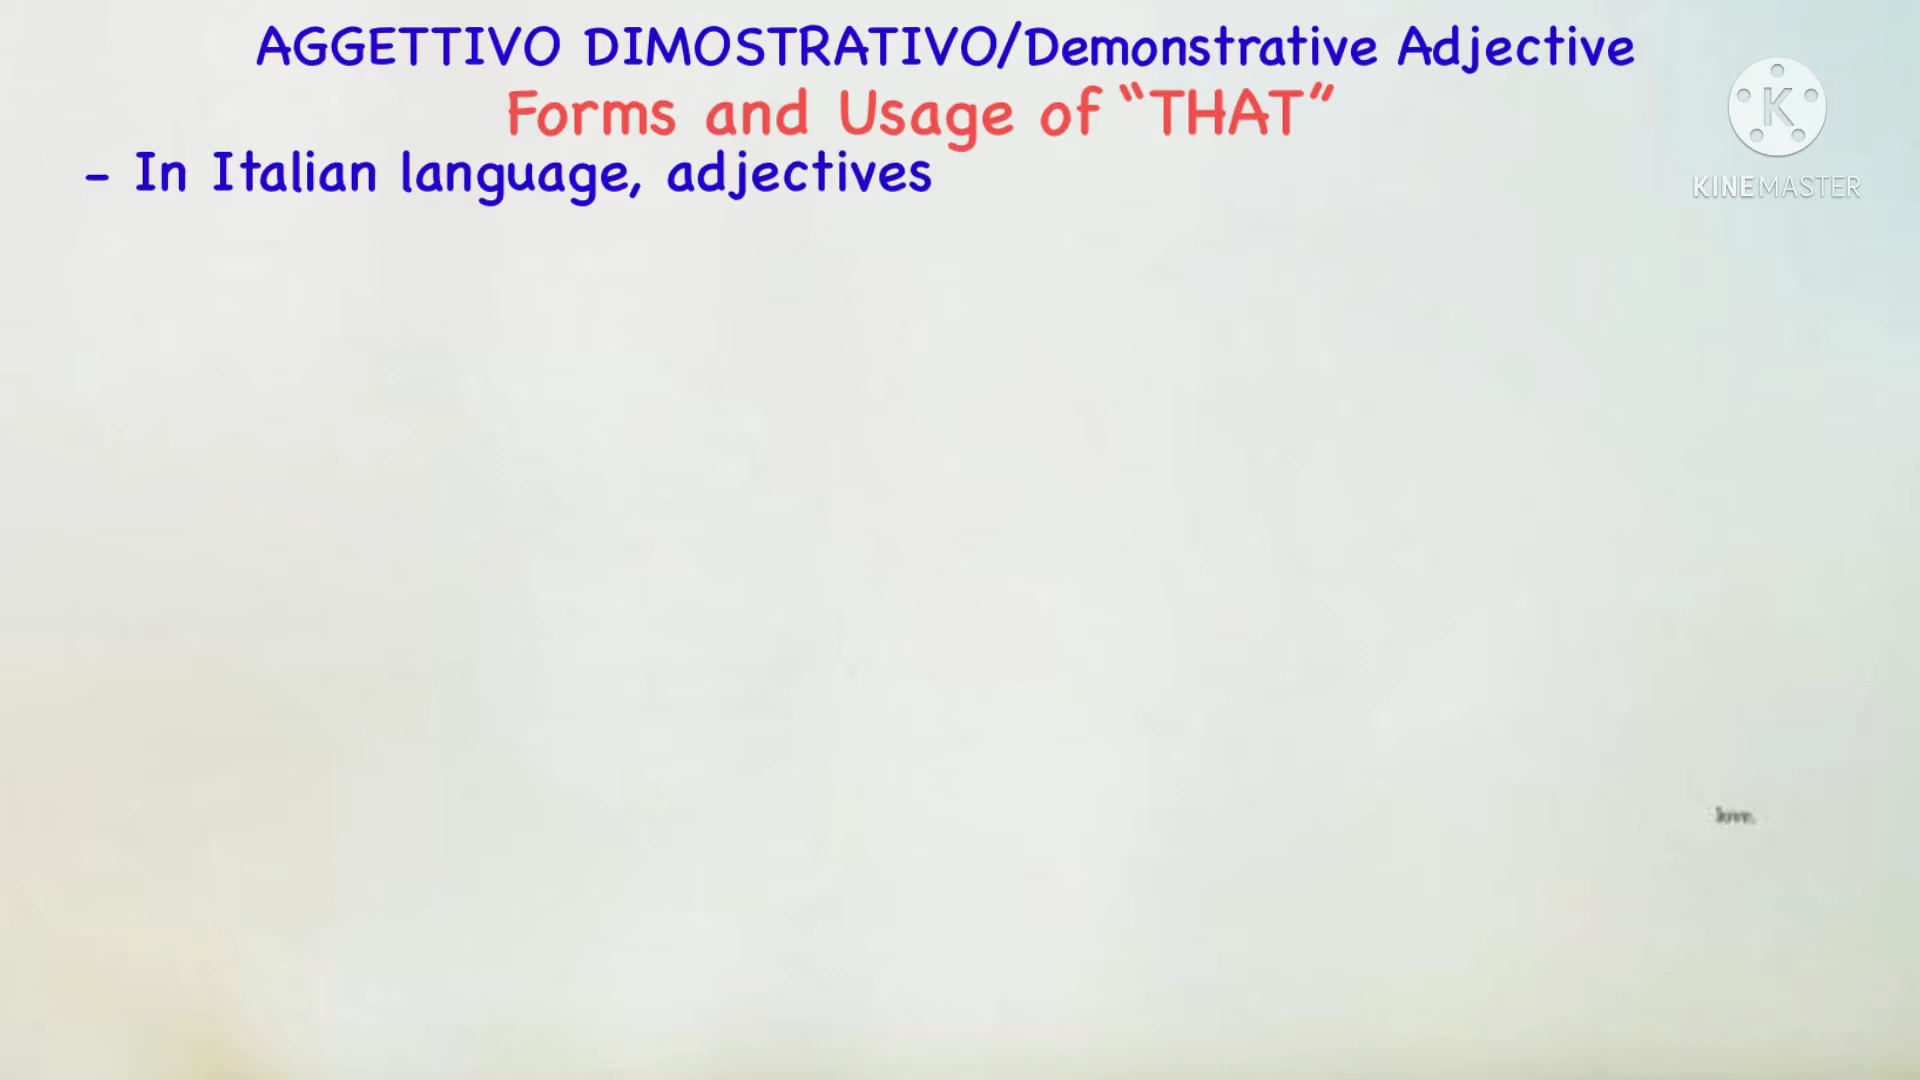 AGGETTIVO DIMOSTRATIVO/Demonstrative Adjective
Forms and Usage of “THAT”
- In Italian language, adjectives
K
KINEMASTER